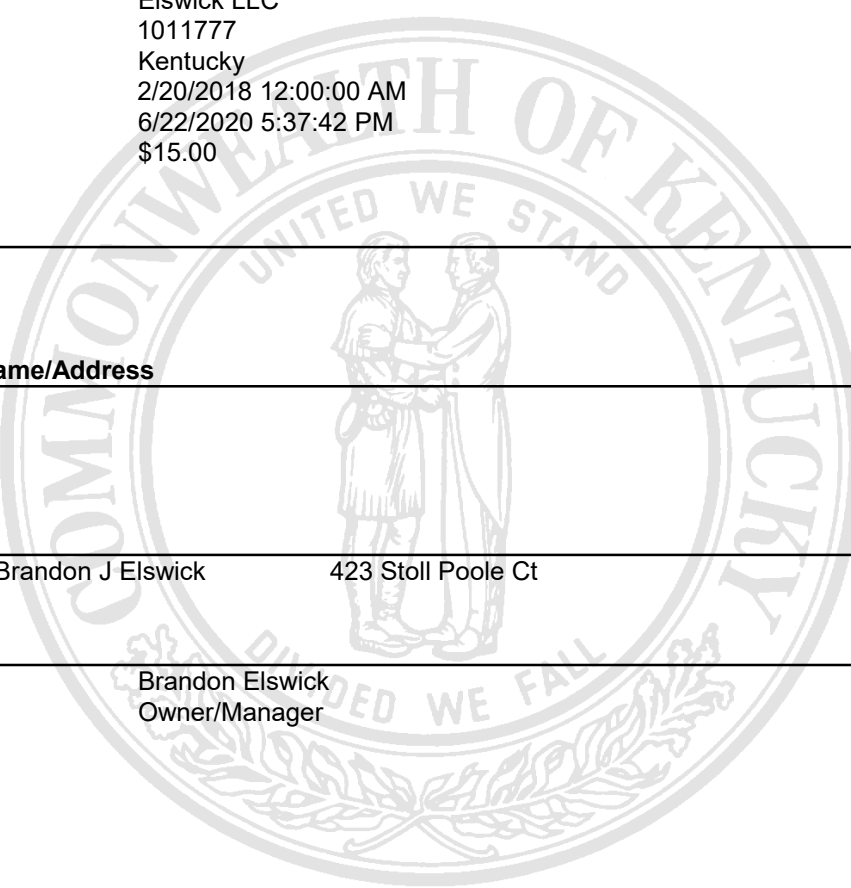 Elswick LLC
1011777
Kentucky
2/20/2018 12:00:00 AM
6/22/2020 5:37:42 PM
$15.00
COMMONWEALTH OF KENTUCKY
UNITED WE STAND
ame/Address
Brandon J Elswick 423 Stoll Poole Ct
DIVIDED WE FALL
Brandon Elswick
Owner/Manager